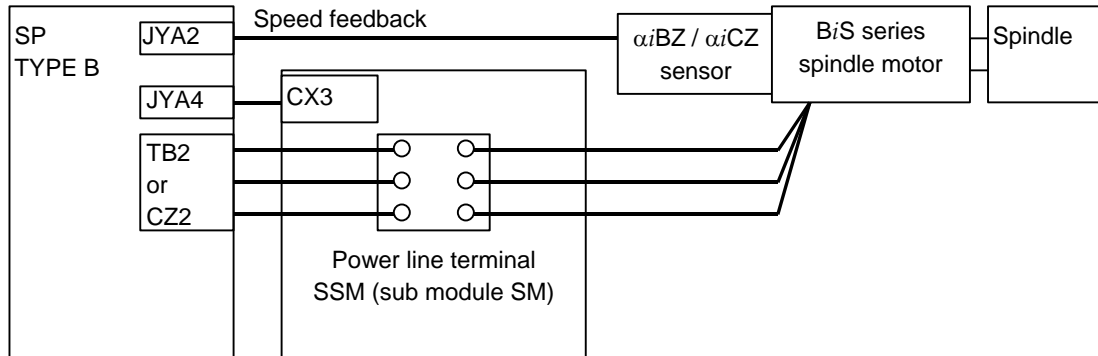 Speed feedback
SP
TYPE B
JYA2
αiBZ / αiCZ
sensor
BiS series
spindle motor
Spindle
JYA4
CX3
TB2
or
CZ2
Power line terminal
SSM (sub module SM)